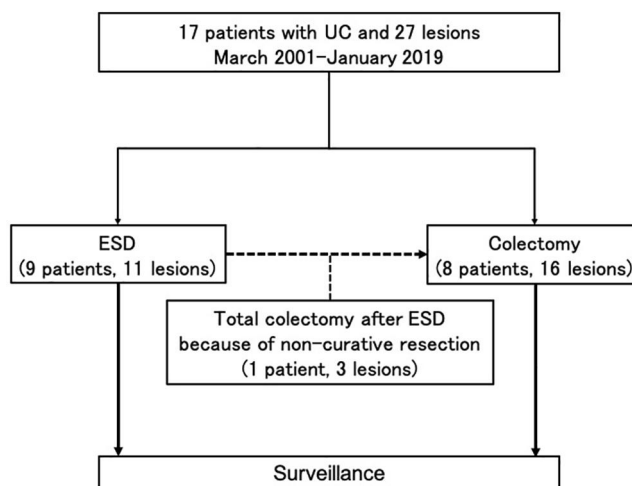 17 patients with UC and 27 lesions
March 2001-January 2019
ESD
(9 patients, 11 lesions)
Colectomy
(8 patients, 16 lesions)
Total colectomy after ESD
because of non-curative resection
(1 patient, 3 lesions)
Surveillance